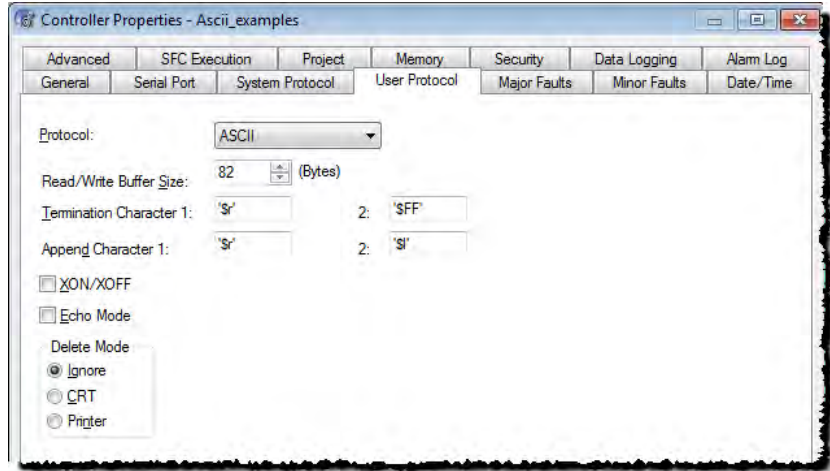 Controller Properties - Ascii_examples
Advanced SFC Execution Project Memory Security Data Logging Alarm Log
General Serial Port System Protocol User Protocol Major Faults Minor Faults Date/Time
Protocol: ASCII
Read/Write Buffer Size: 82 (Bytes)
Termination Character 1: '$r' 2: '$FF'
Append Character 1: '$r' 2: '$l'
XON/XOFF
Echo Mode
Delete Mode
Ignore
CRT
Printer